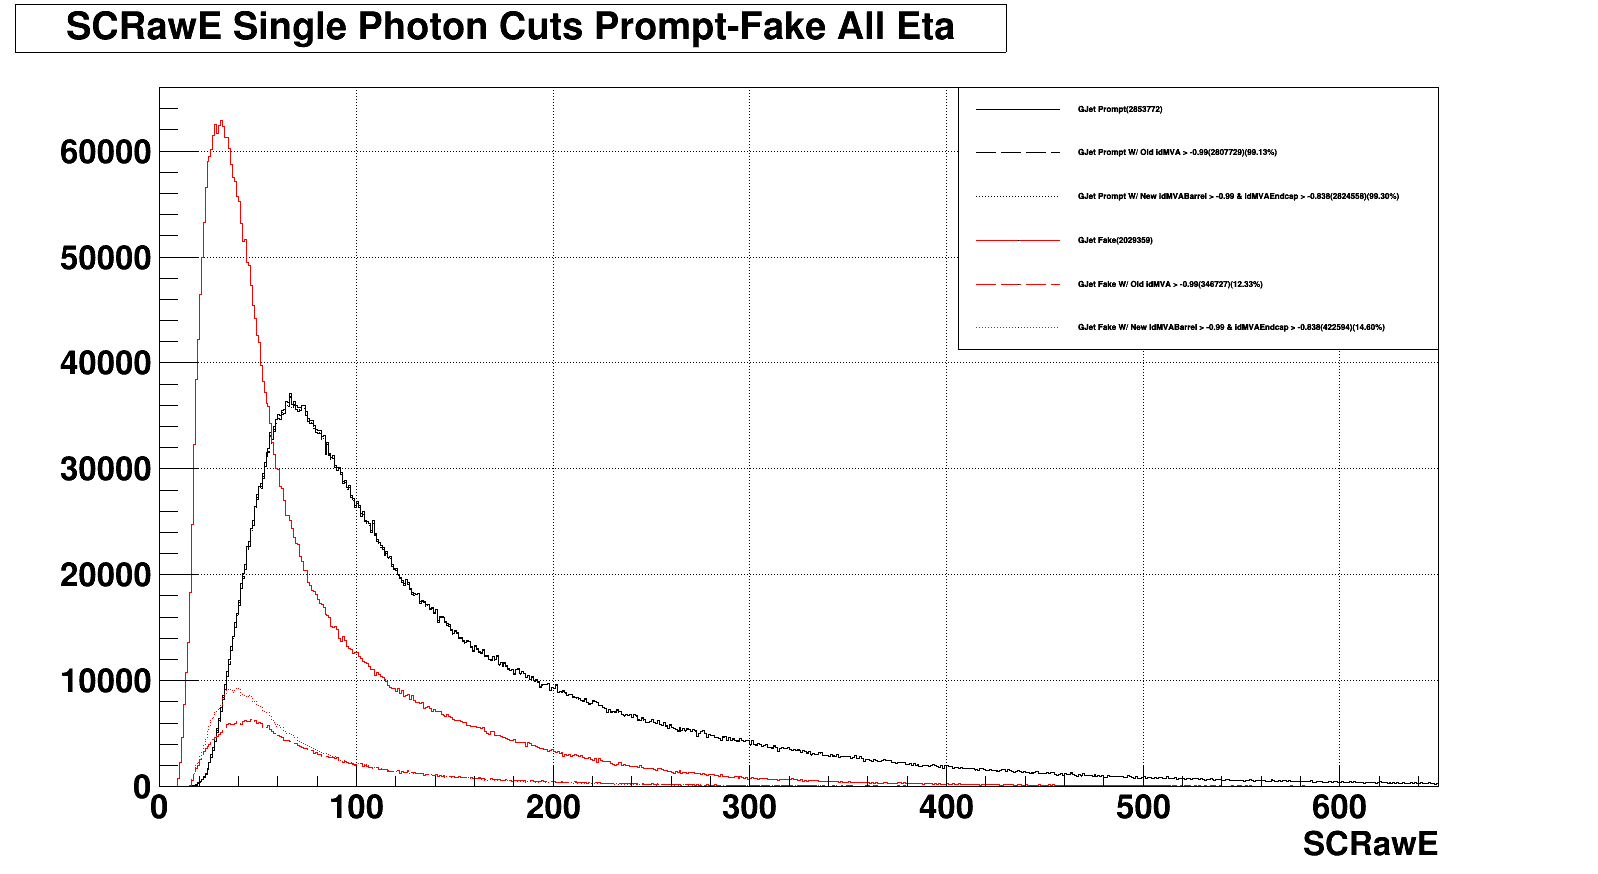 SCRawE Single Photon Cuts Prompt-Fake All Eta
GJet Prompt(2853772)
GJet Prompt W/ Old idMVA > -0.99(2807729)(99.13%)
GJet Prompt W/ New idMVABarrel > -0.99 & idMVAEndcap > -0.838(2824558)(99.30%)
GJet Fake(2029359)
GJet Fake W/ Old idMVA > -0.99(346727)(12.33%)
GJet Fake W/ New idMVABarrel > -0.99 & idMVAEndcap > -0.838(422594)(14.60%)
60000
50000
40000
30000
20000
10000
0
0 100 200 300 400 500 600
SCRawE